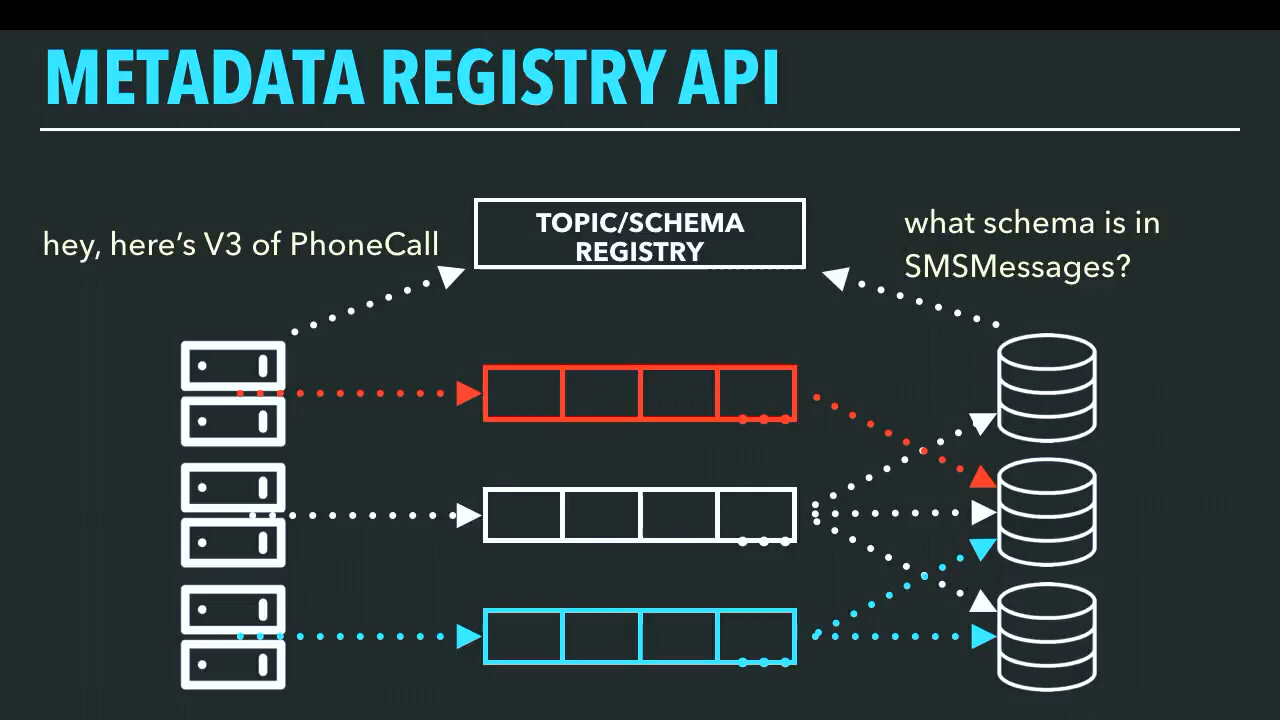 METADATA REGISTRY API
hey, here's V3 of PhoneCall
TOPIC/SCHEMA
REGISTRY
what schema is in
SMSMessages?